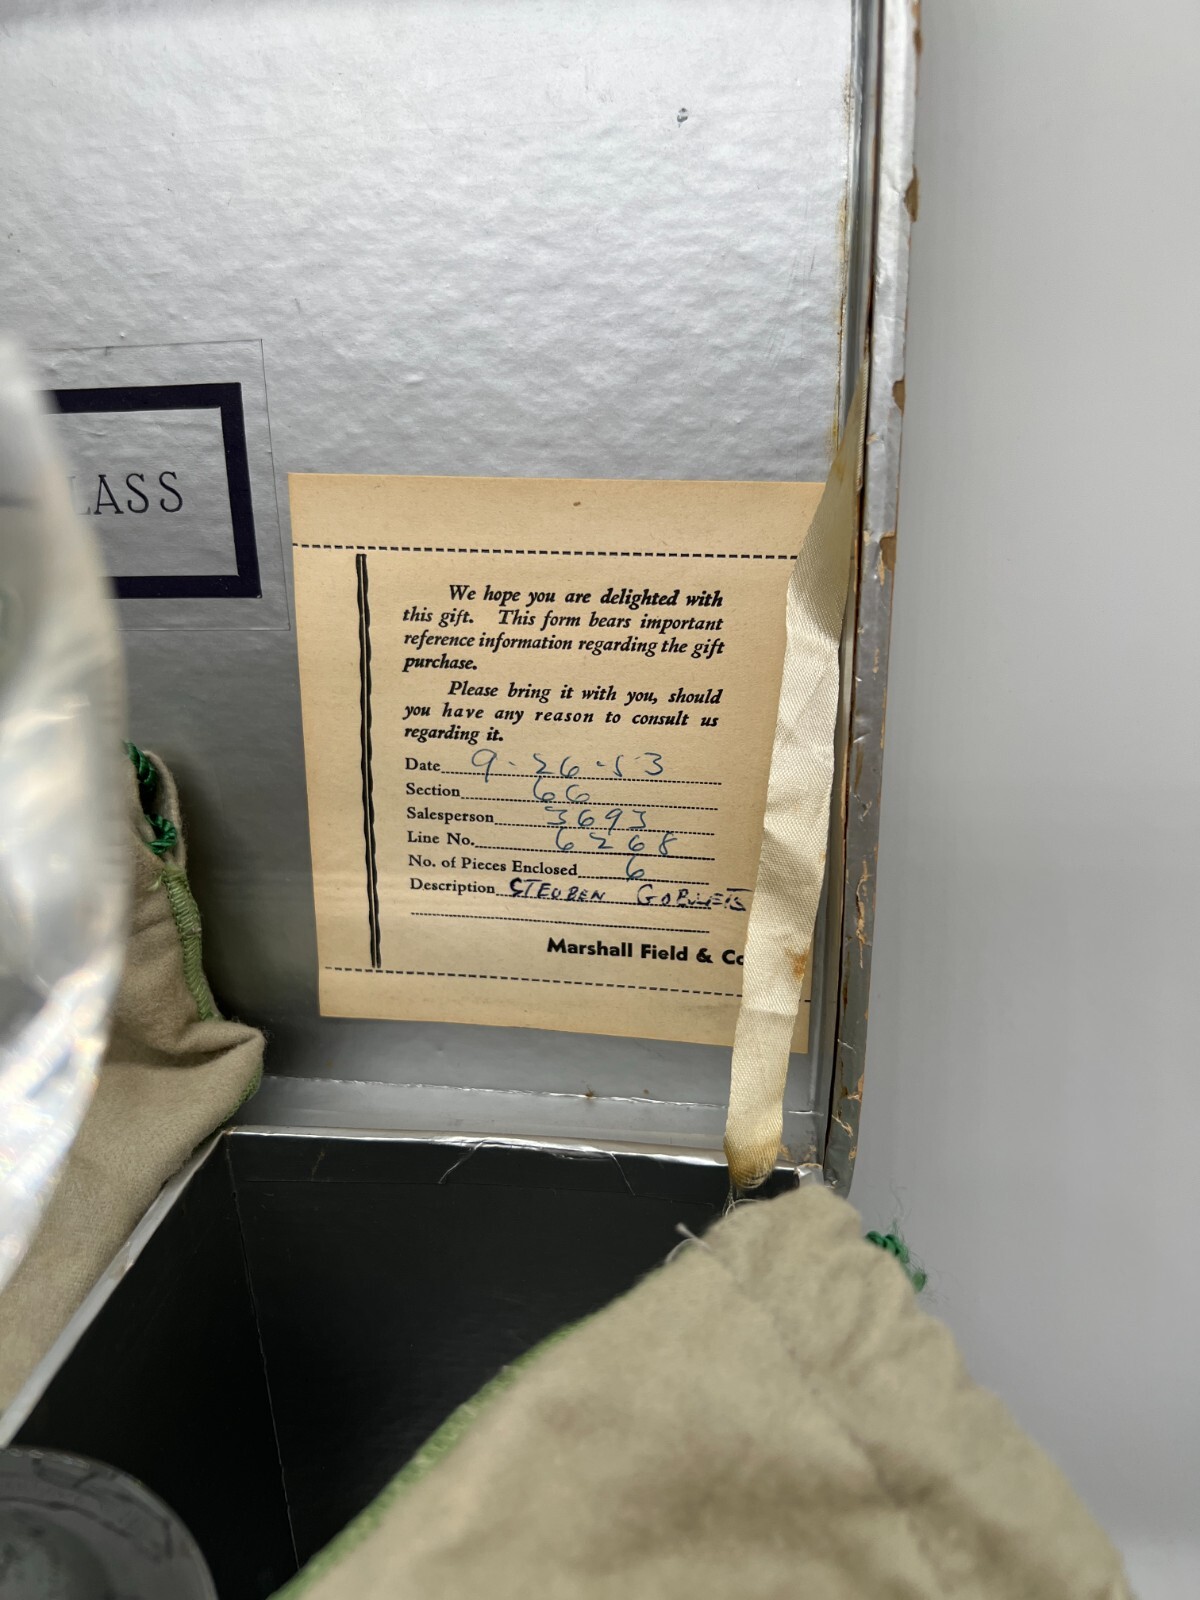 LASS
We hope you are delighted with
this gift. This form bears important
reference information regarding the gift
purchase.
Please bring it with you, should
you have any reason to consult us
regarding it.
Date 9-26-53
Section 66
Salesperson 3693
Line No. 6268
No. of Pieces Enclosed 6
Description STEUBEN GOBLETS
Marshall Field & Co